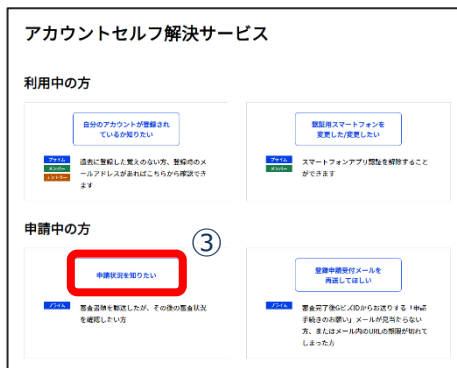 アカウントセルフ解決サービス
利用中の方
自分のアカウントが登録され
ているか知りたい
認証用スマートフォンを
変更した/変更したい
プライム
メンバー
エントリー
過去に登録した覚えのない方、登録時のメ
ールアドレスがあればこちらから確認でき
ます
プライム
メンバー
スマートフォンアプリ認証を解除すること
ができます
申請中の方
③
申請状況を知りたい
登録申請受付メールを
再送してほしい
プライム
審査書類を郵送したが、その後の審査状況
を確認したい方
プライム
審査完了後GビズIDからお送りする「申請
手続きのお願い」メールが見当たらない
方、またはメール内のURLの期限が切れて
しまった方